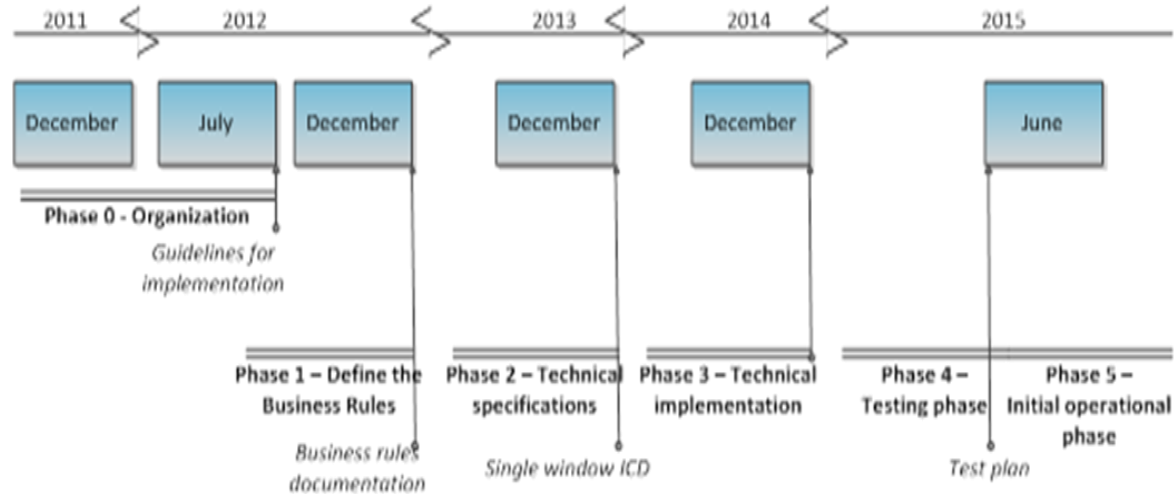 2011 2012 2013 2014 2015
December July December December December June
Phase 0 - Organization
Guidelines for
implementation
Phase 1 – Define the
Business Rules
Business rules
documentation
Phase 2 – Technical
specifications
Single window ICD
Phase 3 – Technical
implementation
Phase 4 –
Testing phase
Test plan
Phase 5 –
Initial operational
phase